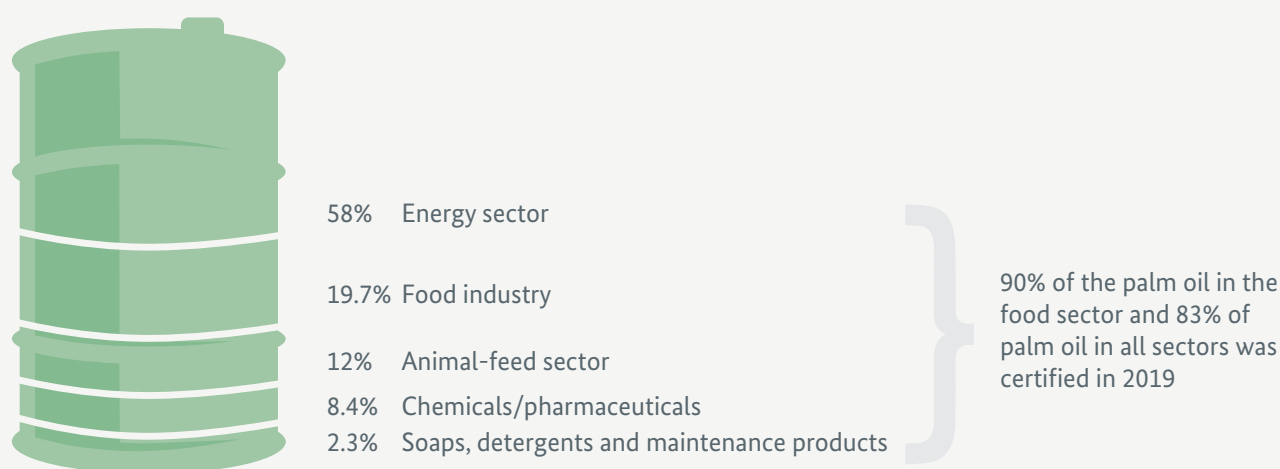 58% Energy sector
19.7% Food industry
12% Animal-feed sector
8.4% Chemicals/pharmaceuticals
2.3% Soaps, detergents and maintenance products
90% of the palm oil in the
food sector and 83% of
palm oil in all sectors was
certified in 2019